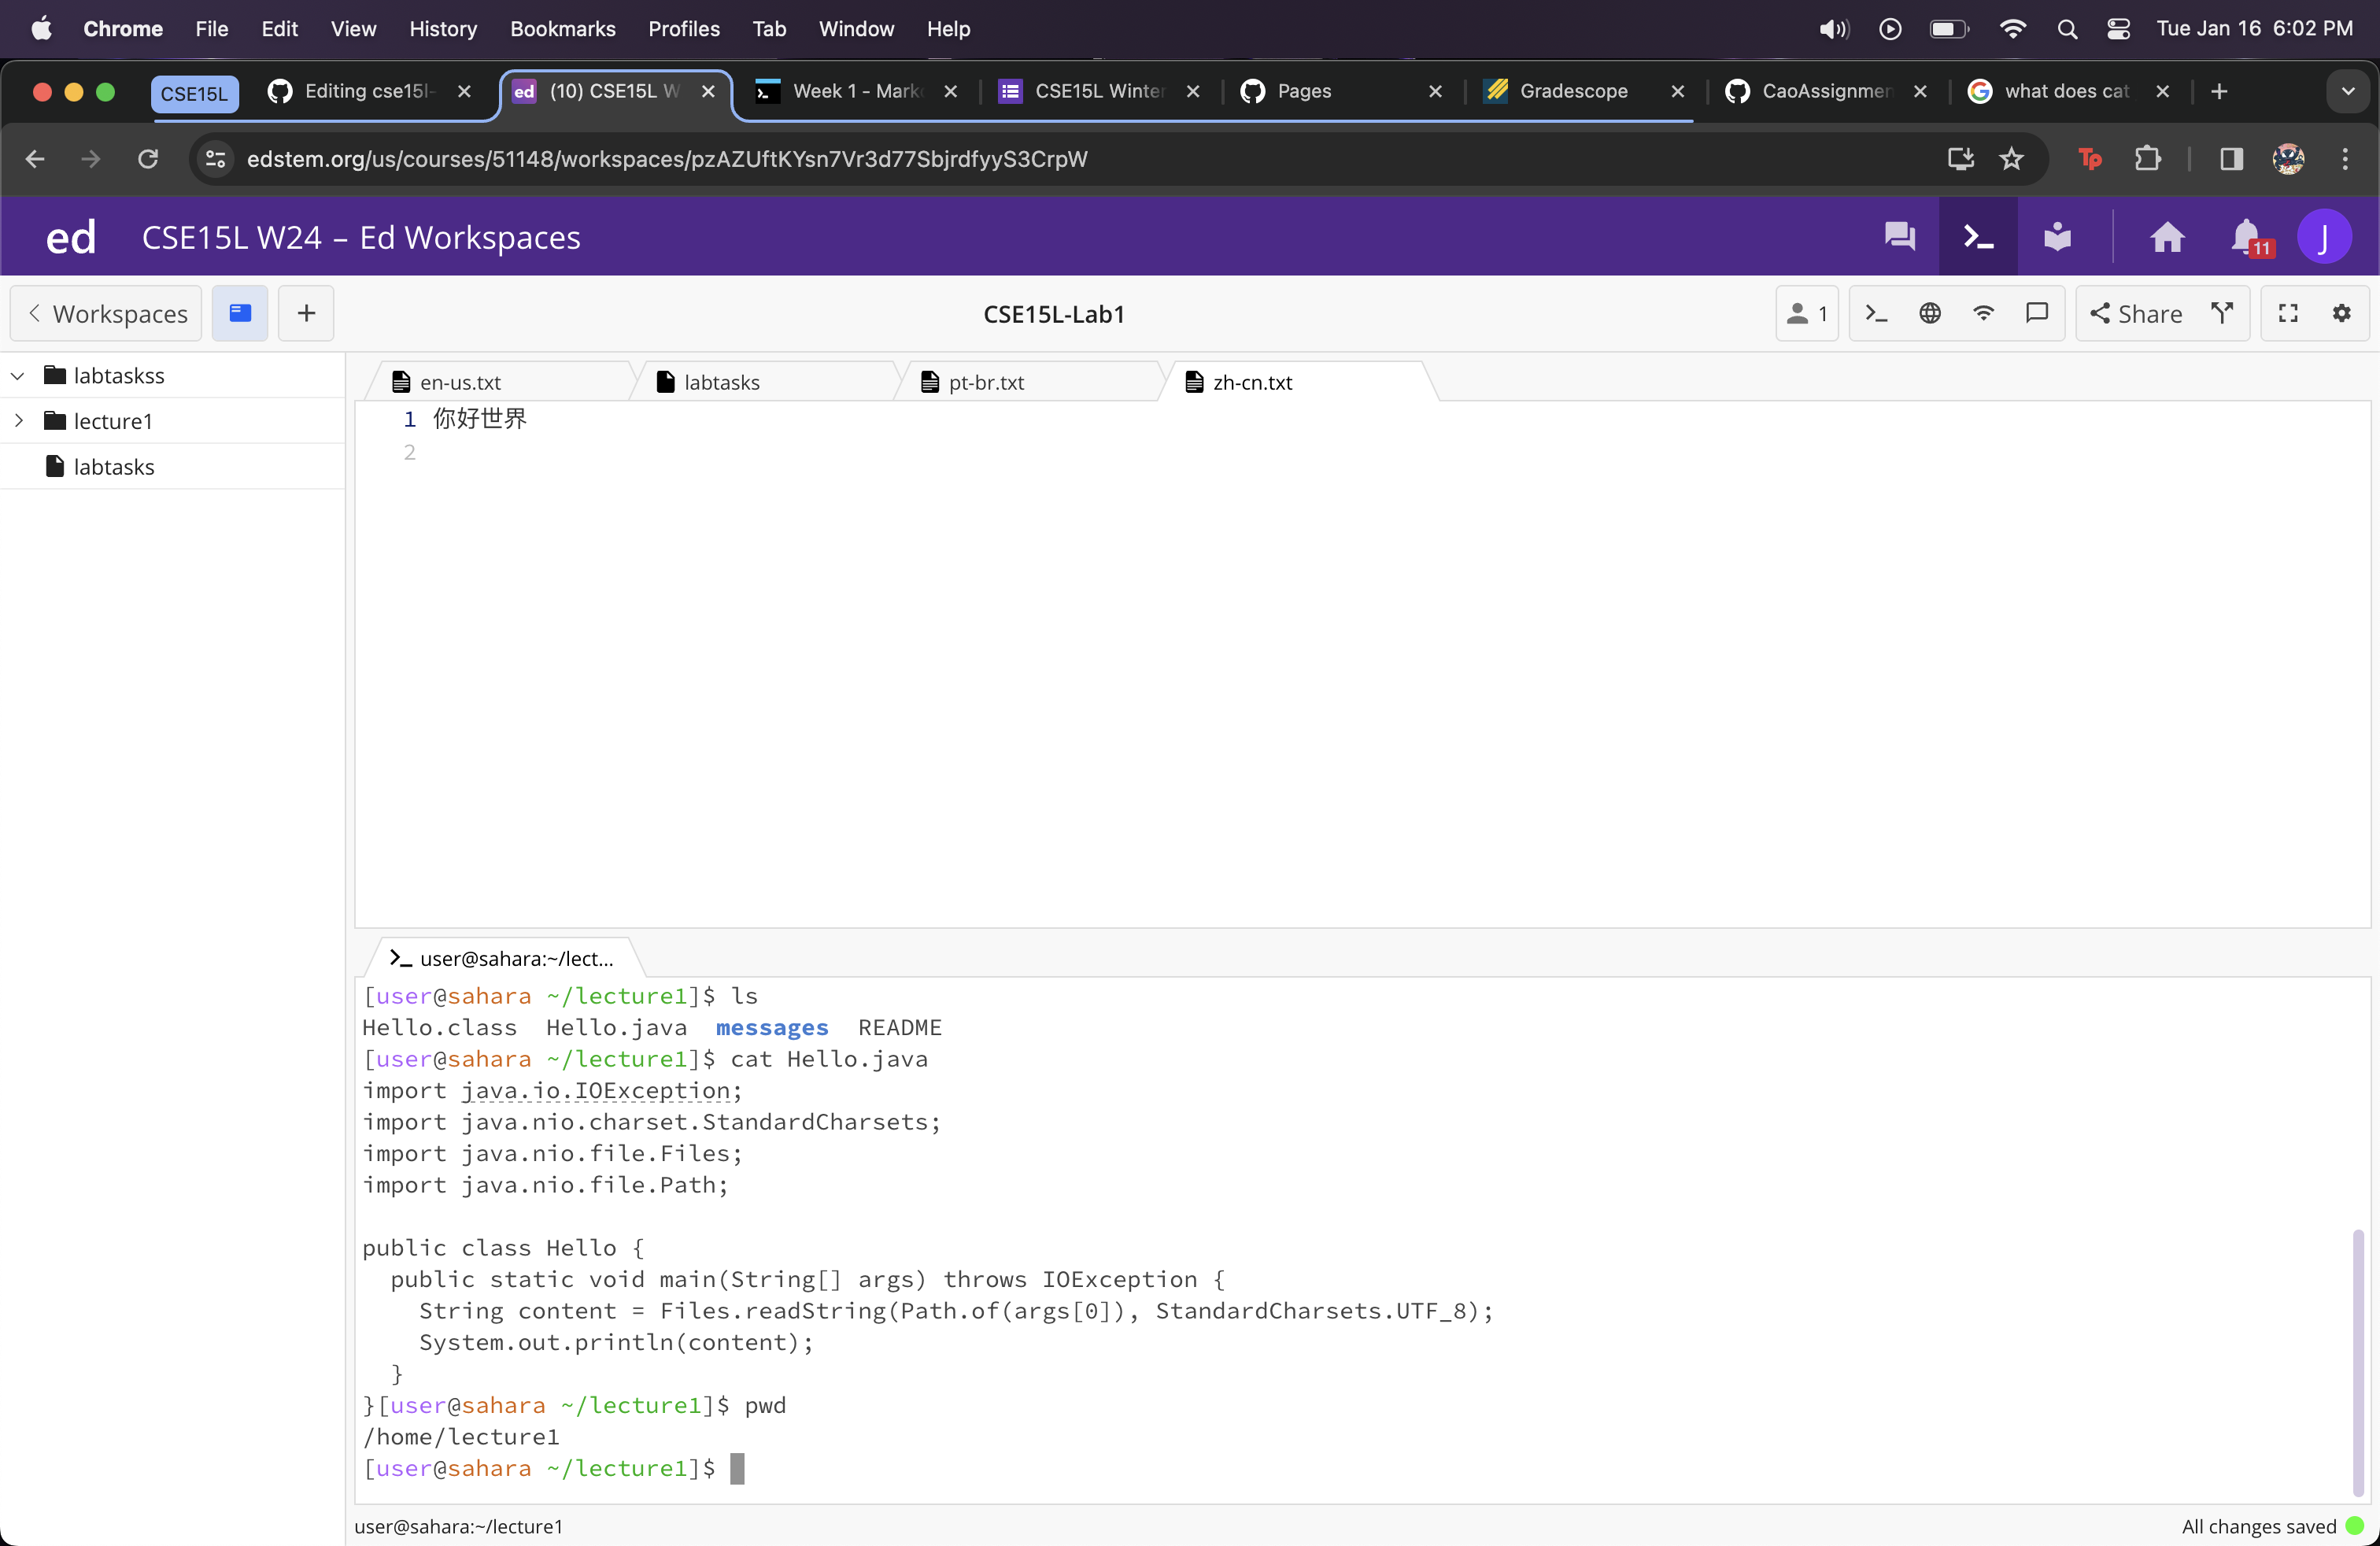 Chrome File Edit View History Bookmarks Profiles Tab Window Help Tue Jan 16 6:02 PM
CSE15L Editing cse15l- (10) CSE15L W Week 1 - Mark CSE15L Winter Pages Gradescope CaoAssignmen what does cat
edstem.org/us/courses/51148/workspaces/pzAZUftKYsn7Vr3d77SbjrdfyyS3CrpW Tp
ed CSE15L W24 – Ed Workspaces 11 J
Workspaces CSE15L-Lab1 1 Share
labtaskss
lecture1
labtasks
en-us.txt labtasks pt-br.txt zh-cn.txt
1 你好世界
2
user@sahara:~/lect...
[user@sahara ~/lecture1]$ ls
Hello.class Hello.java messages README
[user@sahara ~/lecture1]$ cat Hello.java
import java.io.IOException;
import java.nio.charset.StandardCharsets;
import java.nio.file.Files;
import java.nio.file.Path;
public class Hello {
public static void main(String[] args) throws IOException {
String content = Files.readString(Path.of(args[0]), StandardCharsets.UTF_8);
System.out.println(content);
}
}[user@sahara ~/lecture1]$ pwd
/home/lecture1
[user@sahara ~/lecture1]$
user@sahara:~/lecture1 All changes saved